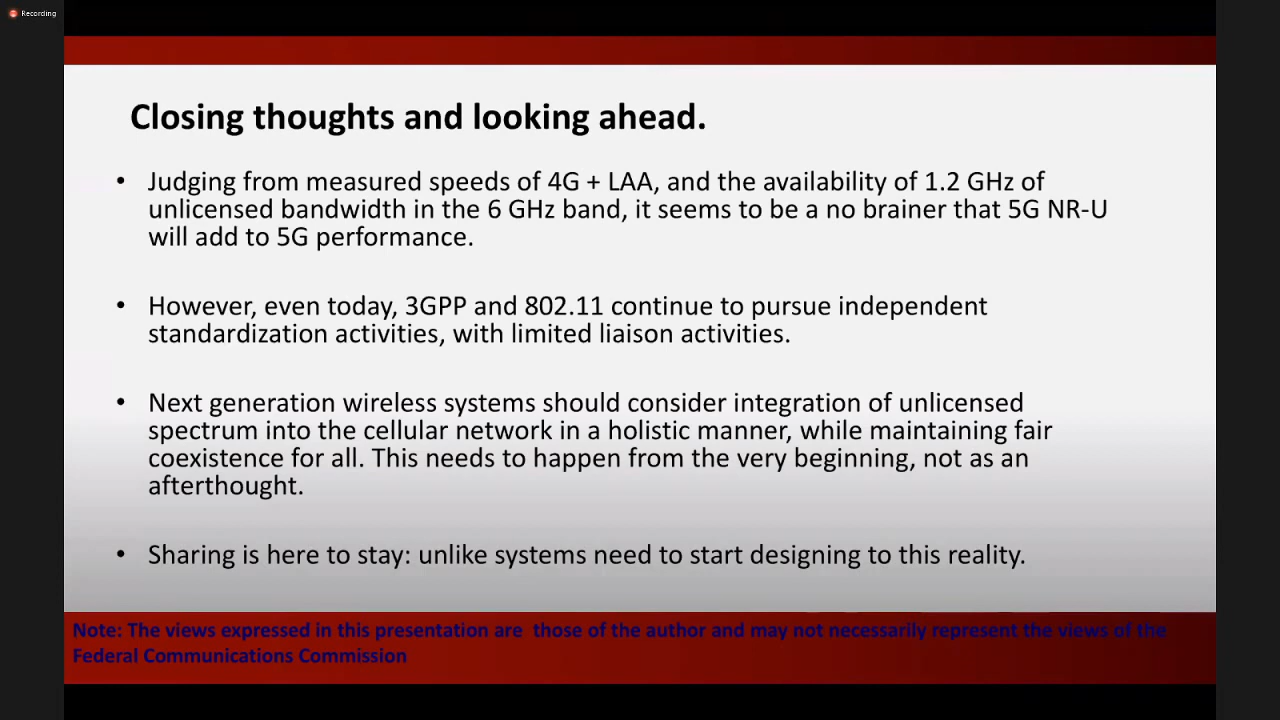 Recording
Closing thoughts and looking ahead.
• Judging from measured speeds of 4G + LAA, and the availability of 1.2 GHz of
unlicensed bandwidth in the 6 GHz band, it seems to be a no brainer that 5G NR-U
will add to 5G performance.
• However, even today, 3GPP and 802.11 continue to pursue independent
standardization activities, with limited liaison activities.
• Next generation wireless systems should consider integration of unlicensed
spectrum into the cellular network in a holistic manner, while maintaining fair
coexistence for all. This needs to happen from the very beginning, not as an
afterthought.
• Sharing is here to stay: unlike systems need to start designing to this reality.
Note: The views expressed in this presentation are those of the author and may not necessarily represent the views of the
Federal Communications Commission